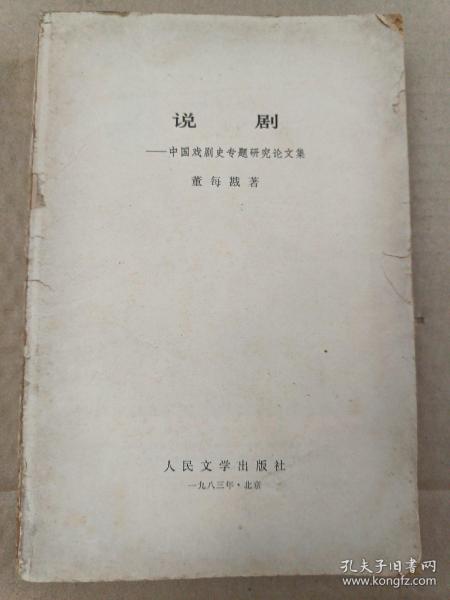 说 剧
——中国戏剧史专题研究论文集
董每戡著
人民文学出版社
一九八三年·北京
孔夫子旧书网
www.kongfz.com